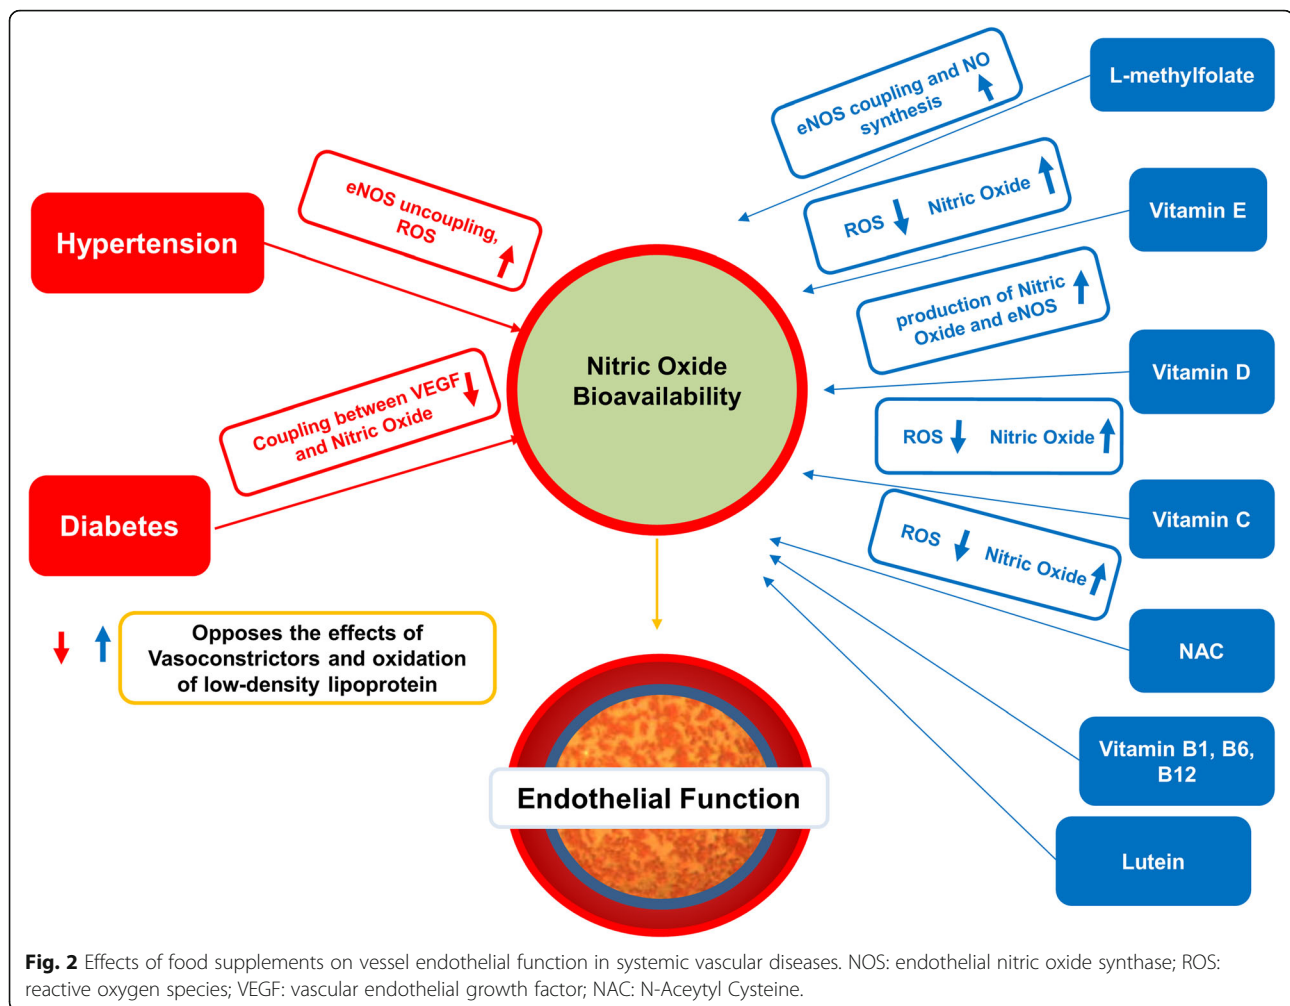 Hypertension
eNOS uncoupling,
ROS
Coupling between VEGF
and Nitric Oxide
Diabetes
Nitric Oxide
Bioavailability
eNOS coupling and NO
synthesis
L-methylfolate
ROS Nitric Oxide
Vitamin E
production of Nitric
Oxide and eNOS
Vitamin D
ROS Nitric Oxide
Vitamin C
ROS Nitric Oxide
NAC
Vitamin B1, B6,
B12
Lutein
Opposes the effects of
Vasoconstrictors and oxidation
of low-density lipoprotein
Endothelial Function
Fig. 2 Effects of food supplements on vessel endothelial function in systemic vascular diseases. NOS: endothelial nitric oxide synthase; ROS:
reactive oxygen species; VEGF: vascular endothelial growth factor; NAC: N-Aceytyl Cysteine.